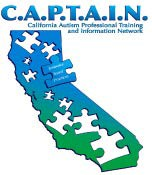 C.A.P.T.A.I.N.
California Autism Professional Training
and Information Network